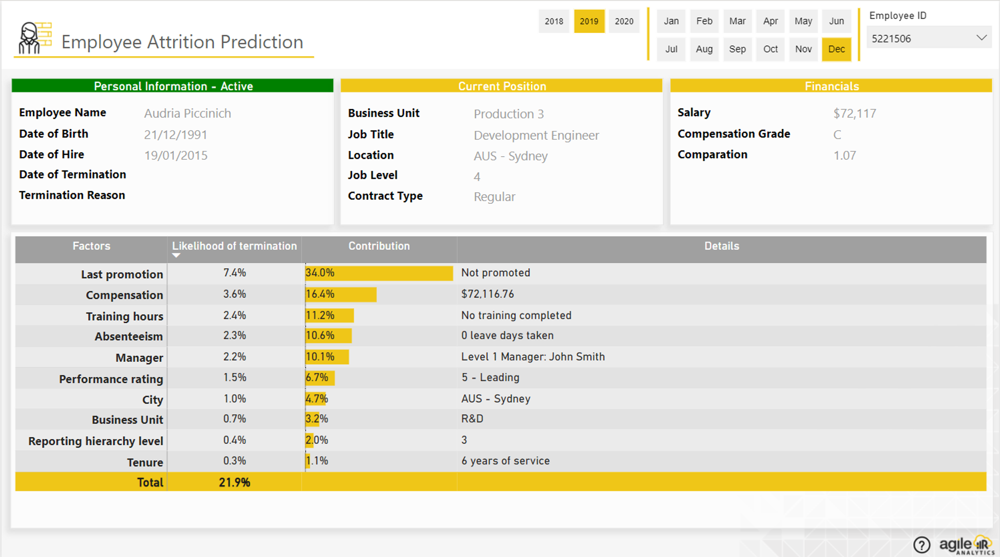 Employee Attrition Prediction
2018 2019 2020
Jan Feb Mar Apr May Jun
Jul Aug Sep Oct Nov Dec
Employee ID
5221506
Personal Information - Active
Employee Name Audria Piccinich
Date of Birth 21/12/1991
Date of Hire 19/01/2015
Date of Termination
Termination Reason
Current Position
Business Unit Production 3
Job Title Development Engineer
Location AUS - Sydney
Job Level 4
Contract Type Regular
Financials
Salary $72,117
Compensation Grade C
Comparation 1.07
Factors Likelihood of termination Contribution Details
Last promotion 7.4% 34.0% Not promoted
Compensation 3.6% 16.4% $72,116.76
Training hours 2.4% 11.2% No training completed
Absenteeism 2.3% 10.6% 0 leave days taken
Manager 2.2% 10.1% Level 1 Manager: John Smith
Performance rating 1.5% 6.7% 5 - Leading
City 1.0% 4.7% AUS - Sydney
Business Unit 0.7% 3.2% R&D
Reporting hierarchy level 0.4% 2.0% 3
Tenure 0.3% 1.1% 6 years of service
Total 21.9%
? agile HR
ANALYTICS